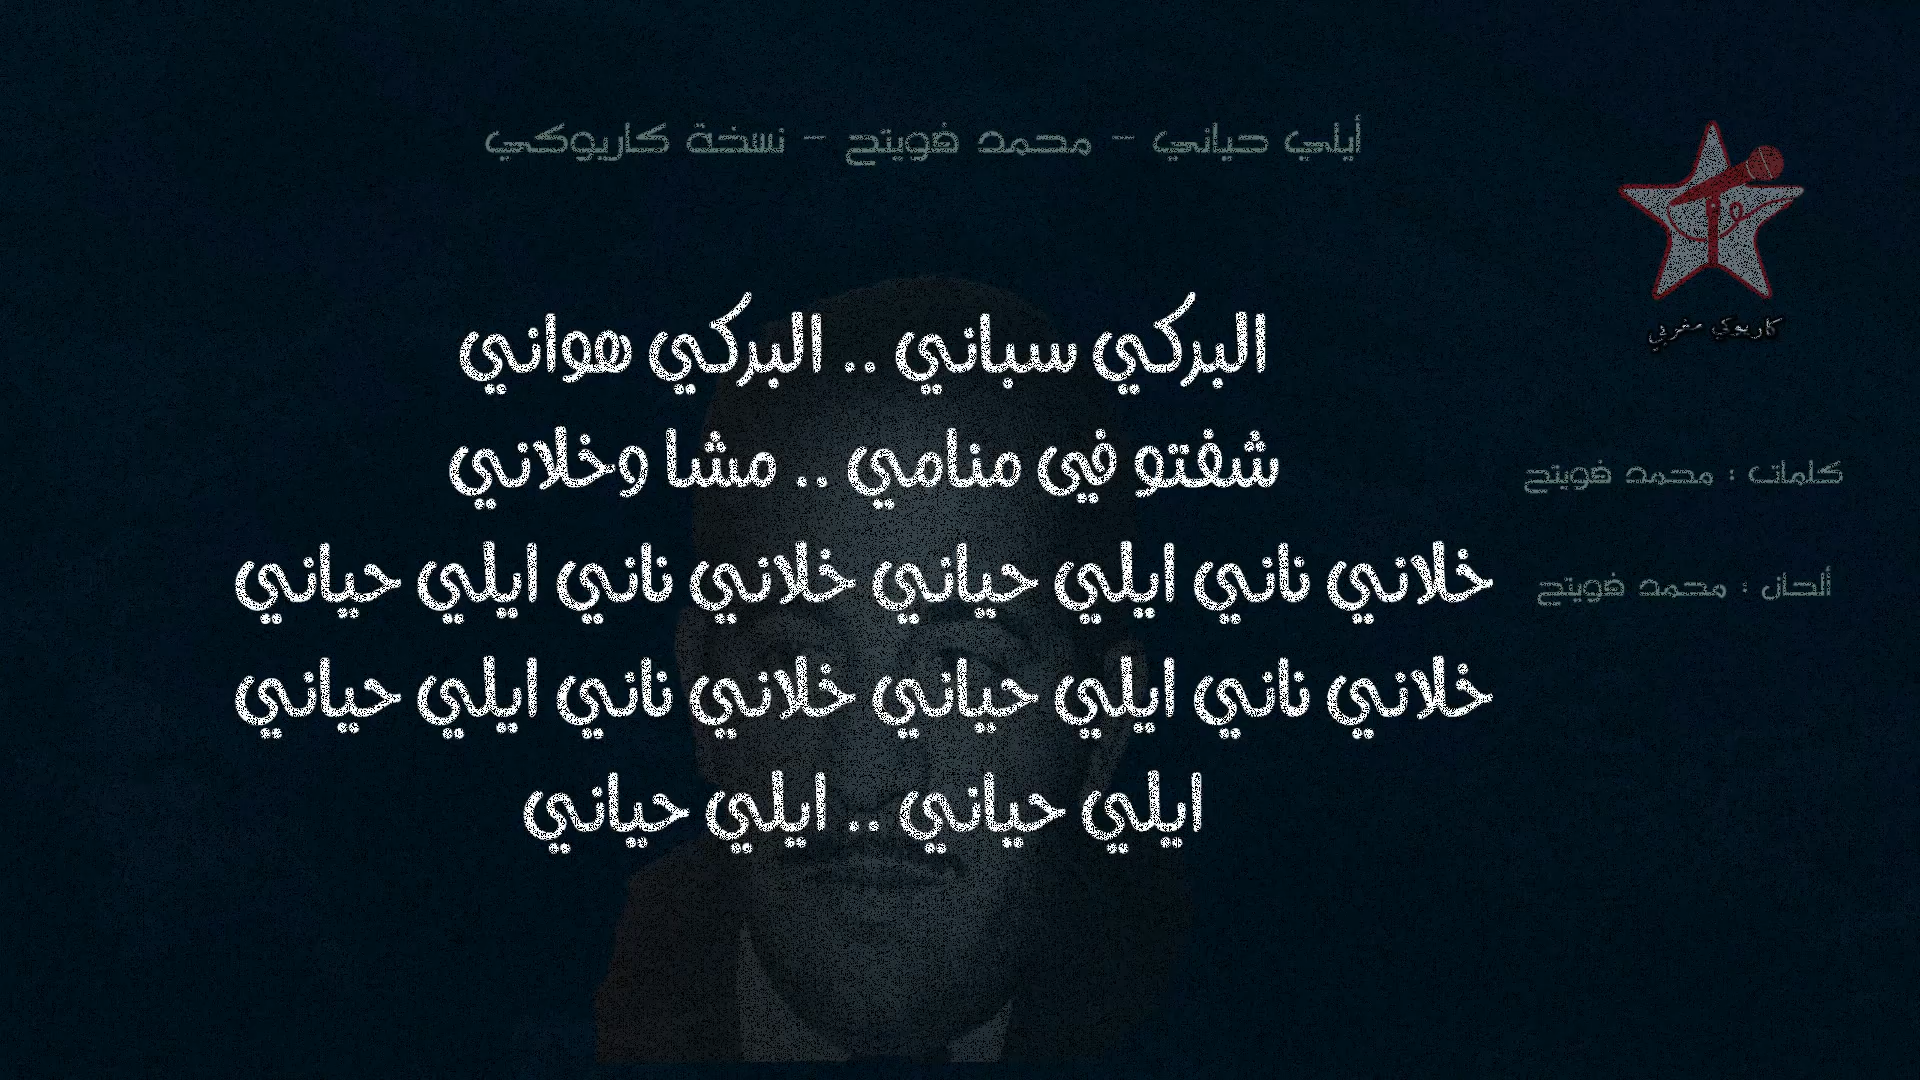 أيلي حياني - محمد فويتح - نسخة كاريوكي
كاريوكي مغربي
البركي سباني .. البركي هواني
شفتو في منامي .. مشا وخلاني
كلمات : محمد فويتح
خلاني ناني ايلي حياني خلاني ناني ايلي حياني
ألحان : محمد فويتح
خلاني ناني ايلي حياني خلاني ناني ايلي حياني
ايلي حياني .. ايلي حياني